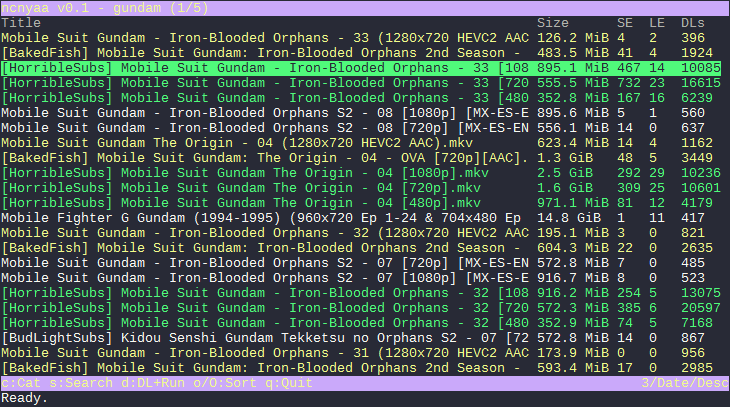 ncnyaa v0.1 - gundam (1/5)
Title Size SE LE DLs
Mobile Suit Gundam - Iron-Blooded Orphans - 33 (1280x720 HEVC2 AAC 126.2 MiB 4 2 396
[BakedFish] Mobile Suit Gundam: Iron-Blooded Orphans 2nd Season - 483.5 MiB 41 4 1924
[HorribleSubs] Mobile Suit Gundam - Iron-Blooded Orphans - 33 [108 895.1 MiB 467 14 10085
[HorribleSubs] Mobile Suit Gundam - Iron-Blooded Orphans - 33 [720 555.5 MiB 732 23 16615
[HorribleSubs] Mobile Suit Gundam - Iron-Blooded Orphans - 33 [480 352.8 MiB 167 16 6239
Mobile Suit Gundam - Iron-Blooded Orphans S2 - 08 [1080p] [MX-ES-E 895.6 MiB 5 1 560
Mobile Suit Gundam - Iron-Blooded Orphans S2 - 08 [720p] [MX-ES-EN 556.1 MiB 14 0 637
Mobile Suit Gundam The Origin - 04 (1280x720 HEVC2 AAC).mkv 623.4 MiB 14 4 1162
[BakedFish] Mobile Suit Gundam: The Origin - 04 - OVA [720p][AAC]. 1.3 GiB 48 5 3449
[HorribleSubs] Mobile Suit Gundam The Origin - 04 [1080p].mkv 2.5 GiB 292 29 10236
[HorribleSubs] Mobile Suit Gundam The Origin - 04 [720p].mkv 1.6 GiB 309 25 10601
[HorribleSubs] Mobile Suit Gundam The Origin - 04 [480p].mkv 971.1 MiB 81 12 4179
Mobile Fighter G Gundam (1994-1995) (960x720 Ep 1-24 & 704x480 Ep 14.8 GiB 1 11 417
Mobile Suit Gundam - Iron-Blooded Orphans - 32 (1280x720 HEVC2 AAC 195.1 MiB 3 0 821
[BakedFish] Mobile Suit Gundam: Iron-Blooded Orphans 2nd Season - 604.3 MiB 22 0 2635
Mobile Suit Gundam - Iron-Blooded Orphans S2 - 07 [720p] [MX-ES-EN 572.8 MiB 7 0 485
Mobile Suit Gundam - Iron-Blooded Orphans S2 - 07 [1080p] [MX-ES-E 916.7 MiB 8 0 523
[HorribleSubs] Mobile Suit Gundam - Iron-Blooded Orphans - 32 [108 916.2 MiB 254 5 13075
[HorribleSubs] Mobile Suit Gundam - Iron-Blooded Orphans - 32 [720 572.3 MiB 385 6 20597
[HorribleSubs] Mobile Suit Gundam - Iron-Blooded Orphans - 32 [480 352.9 MiB 74 5 7168
[BudLightSubs] Kidou Senshi Gundam Tekketsu no Orphans S2 - 07 [72 572.8 MiB 14 0 867
Mobile Suit Gundam - Iron-Blooded Orphans - 31 (1280x720 HEVC2 AAC 173.9 MiB 0 0 956
[BakedFish] Mobile Suit Gundam: Iron-Blooded Orphans 2nd Season - 593.4 MiB 17 0 2985
c:Cat s:Search d:DL+Run o/O:Sort q:Quit 3/Date/Desc
Ready.